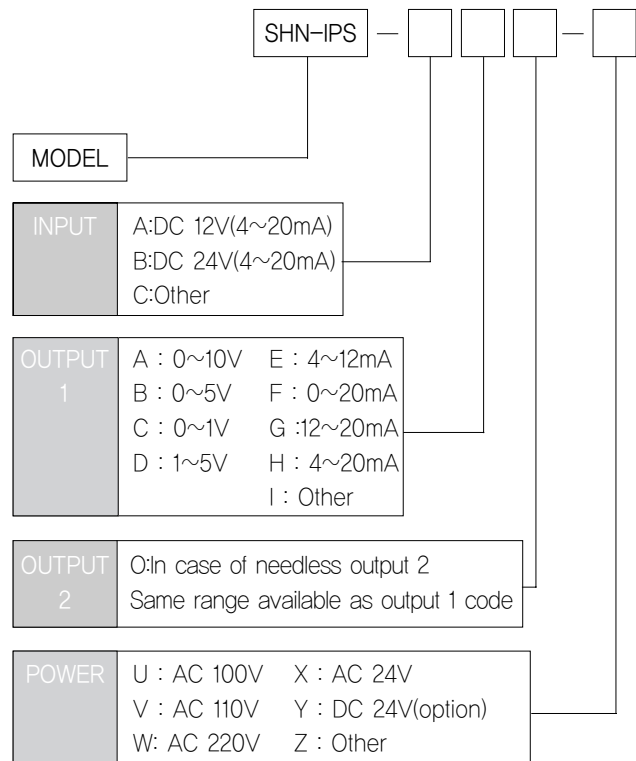 SHN-IPS -  -
MODEL
INPUT
A:DC 12V(4~20mA)
B:DC 24V(4~20mA)
C:Other
OUTPUT
1
A : 0~10V E : 4~12mA
B : 0~5V F : 0~20mA
C : 0~1V G :12~20mA
D : 1~5V H : 4~20mA
I : Other
OUTPUT
2
O:In case of needless output 2
Same range available as output 1 code
POWER
U : AC 100V X : AC 24V
V : AC 110V Y : DC 24V(option)
W: AC 220V Z : Other